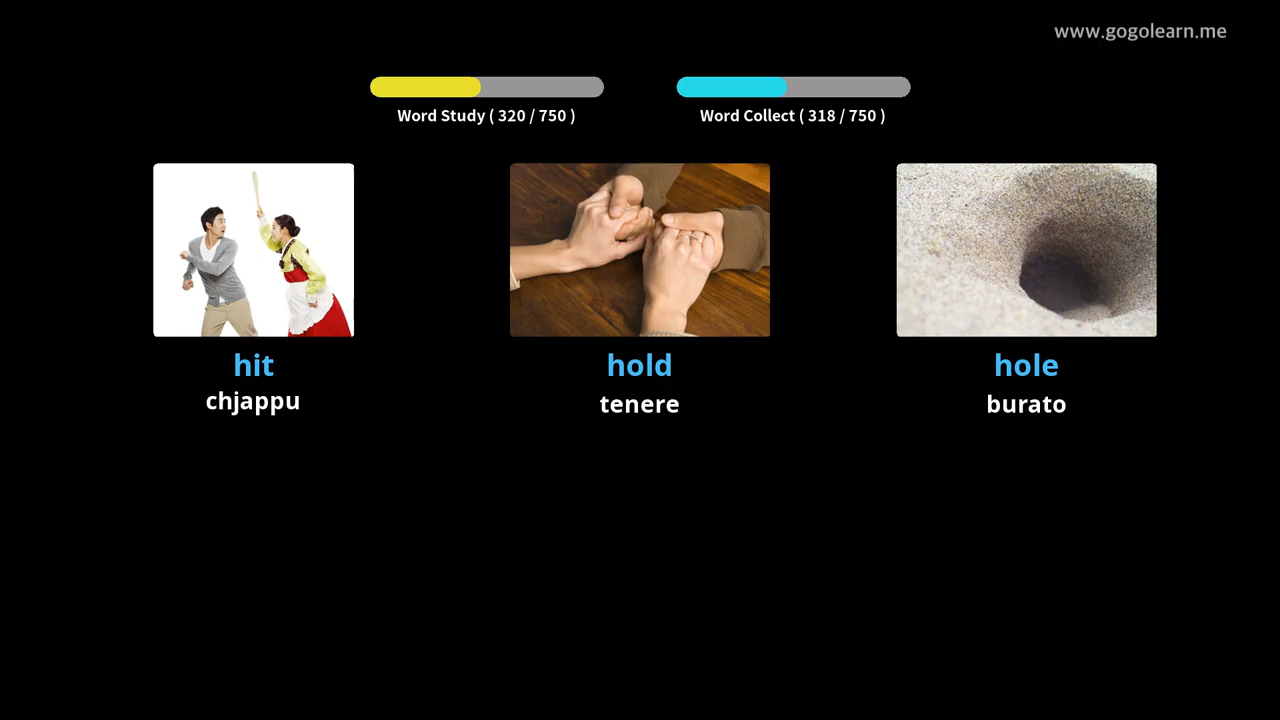 www.gogolearn.me
Word Study ( 320 / 750 )
Word Collect ( 318 / 750 )
hit
chjappu
hold
tenere
hole
burato